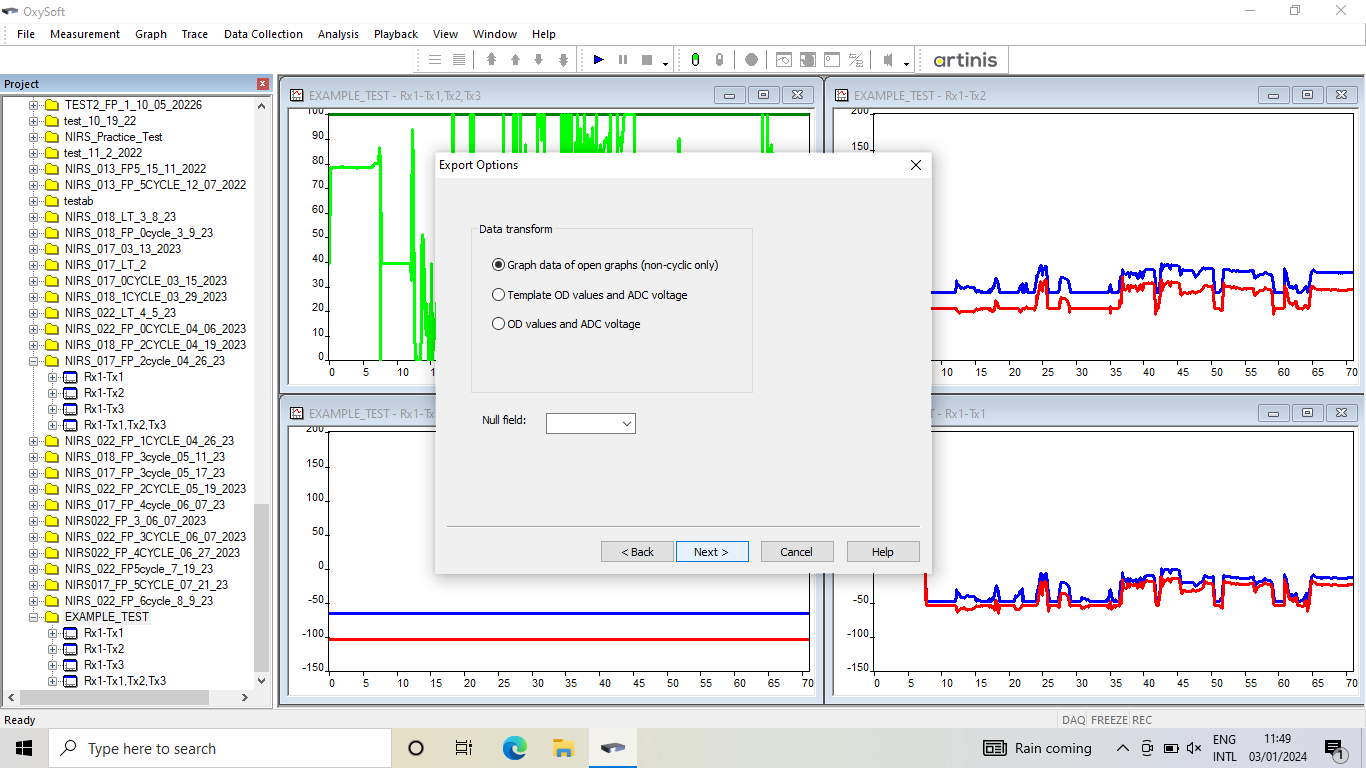 OxySoft
File Measurement Graph Trace Data Collection Analysis Playback View Window Help
artinis
Project
TEST2_FP_1_10_05_20226
test_10_19_22
NIRS_Practice_Test
test_11_2_2022
NIRS_013_FP5_15_11_2022
NIRS_013_FP_5CYCLE_12_07_2022
testab
NIRS_018_LT_3_8_23
NIRS_018_FP_0cycle_3_9_23
NIRS_017_03_13_2023
NIRS_017_LT_2
NIRS_017_0CYCLE_03_15_2023
NIRS_018_1CYCLE_03_29_2023
NIRS_022_LT_4_5_23
NIRS_022_FP_0CYCLE_04_06_2023
NIRS_018_FP_2CYCLE_04_19_2023
NIRS_017_FP_2cycle_04_26_23
Rx1-Tx1
Rx1-Tx2
Rx1-Tx3
Rx1-Tx1,Tx2,Tx3
NIRS_022_FP_1CYCLE_04_26_23
NIRS_018_FP_3cycle_05_11_23
NIRS_017_FP_3cycle_05_17_23
NIRS_022_FP_2CYCLE_05_19_2023
NIRS_017_FP_4cycle_06_07_23
NIRS022_FP_3_06_07_2023
NIRS_022_FP_3CYCLE_06_07_2023
NIRS022_FP_4CYCLE_06_27_2023
NIRS_022_FP5cycle_7_19_23
NIRS017_FP_5CYCLE_07_21_23
NIRS_022_FP_6cycle_8_9_23
EXAMPLE_TEST
Rx1-Tx1
Rx1-Tx2
Rx1-Tx3
Rx1-Tx1,Tx2,Tx3
EXAMPLE_TEST - Rx1-Tx1,Tx2,Tx3
100
90
80
70
60
50
40
30
20
10
0
0 5 10 15
EXAMPLE_TEST - Rx1-Tx2
200
150
10 15 20 25 30 35 40 45 50 55 60 65 70
EXAMPLE_TEST - Rx1-Tx
200
150
100
50
0
-50
-100
-150
0 5 10 15 20 25 30 35 40 45 50 55 60 65 70
- Rx1-Tx1
-50
-100
-150
0 5 10 15 20 25 30 35 40 45 50 55 60 65 70
Export Options
Data transform
Graph data of open graphs (non-cyclic only)
Template OD values and ADC voltage
OD values and ADC voltage
Null field:
< Back Next > Cancel Help
Ready DAQ FREEZE REC
Type here to search
Rain coming
ENG
INTL
11:49
03/01/2024
1